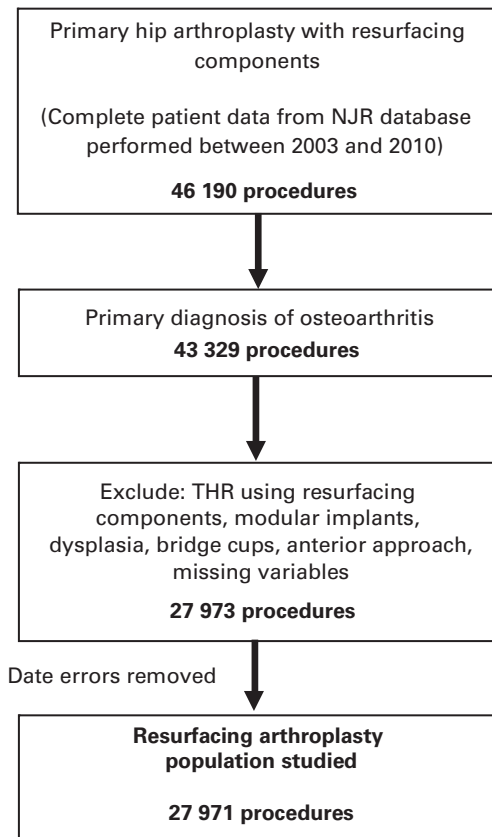 Primary hip arthroplasty with resurfacing
components
(Complete patient data from NJR database
performed between 2003 and 2010)
46 190 procedures
Primary diagnosis of osteoarthritis
43 329 procedures
Exclude: THR using resurfacing
components, modular implants,
dysplasia, bridge cups, anterior approach,
missing variables
27 973 procedures
Date errors removed
Resurfacing arthroplasty
population studied
27 971 procedures